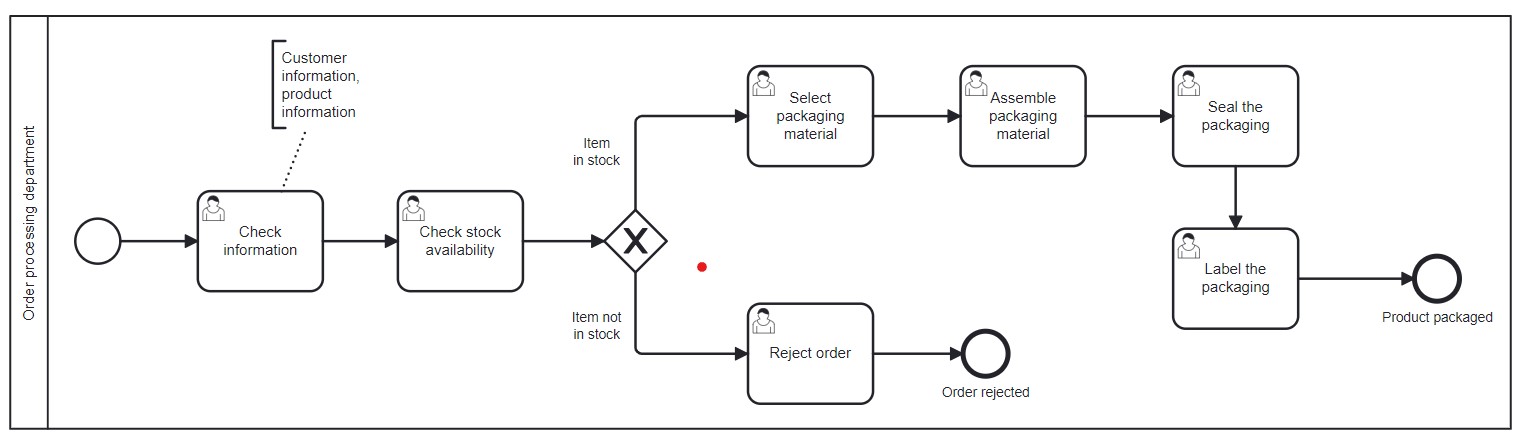 Order processing department
Customer
information,
product
information
Check
information
Check stock
availability
Item
in stock
Item not
in stock
Select
packaging
material
Assemble
packaging
material
Seal the
packaging
Label the
packaging
Product packaged
Reject order
Order rejected